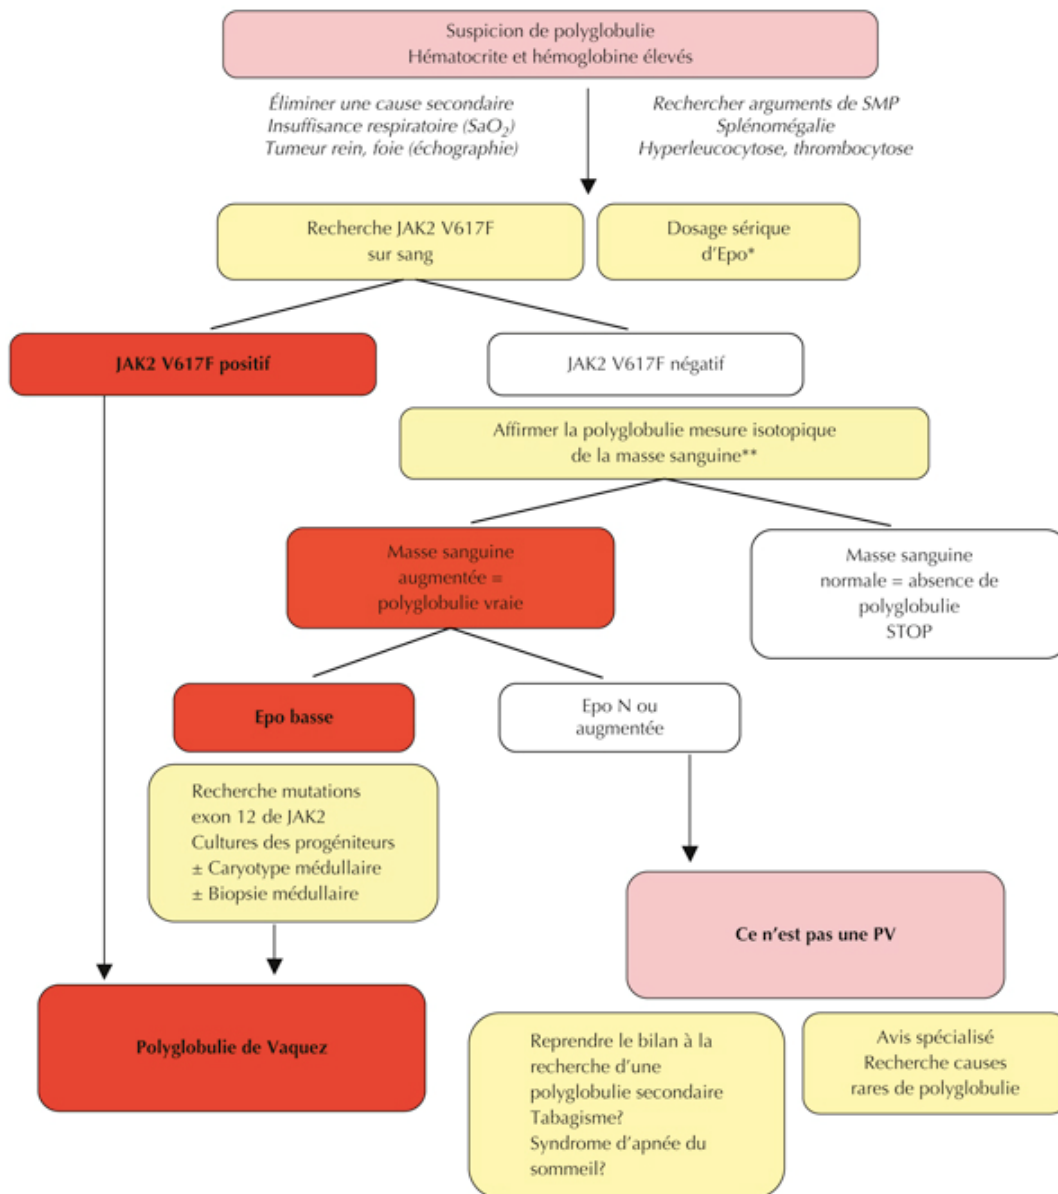 Suspicion de polyglobulie
Hématocrite et hémoglobine élevés
Éliminer une cause secondaire
Insuffisance respiratoire (SaO₂)
Tumeur rein, foie (échographie)
Rechercher arguments de SMP
Splénomégalie
Hyperleucocytose, thrombocytose
Recherche JAK2 V617F
sur sang
Dosage sérique
d'Epo*
JAK2 V617F positif
JAK2 V617F négatif
Affirmer la polyglobulie mesure isotopique
de la masse sanguine**
Masse sanguine
augmentée =
polyglobulie vraie
Masse sanguine
normale = absence de
polyglobulie
STOP
Epo basse
Epo N ou
augmentée
Recherche mutations
exon 12 de JAK2
Cultures des progéniteurs
± Caryotype médullaire
± Biopsie médullaire
Ce n'est pas une PV
Polyglobulie de Vaquez
Reprendre le bilan à la
recherche d'une
polyglobulie secondaire
Tabagisme?
Syndrome d'apnée du
sommeil?
Avis spécialisé
Recherche causes
rares de polyglobulie